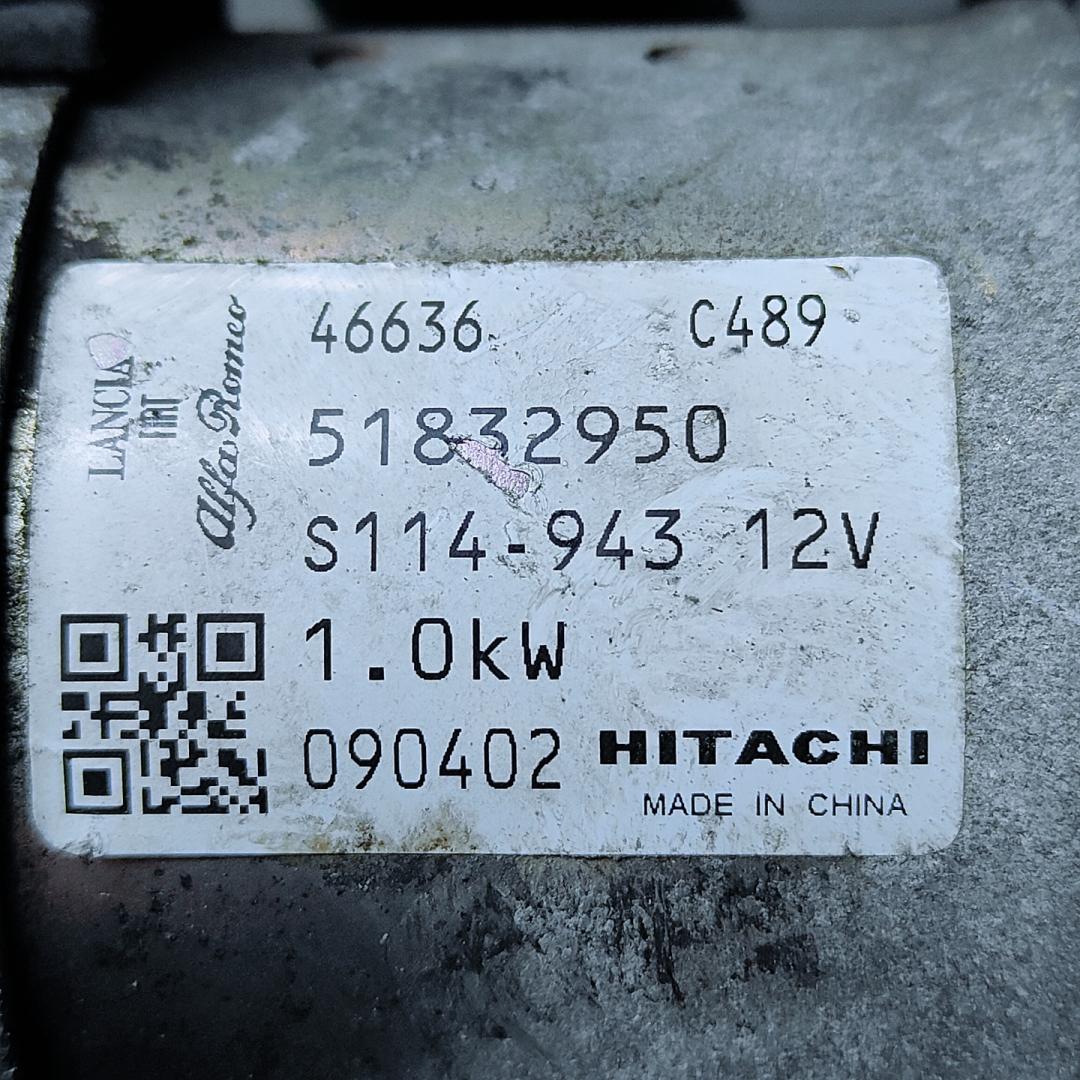 46636 C489
51832950
S114-943 12V
1.0kW
090402 HITACHI
MADE IN CHINA
LANCIA
FIAT
Alfa Romeo